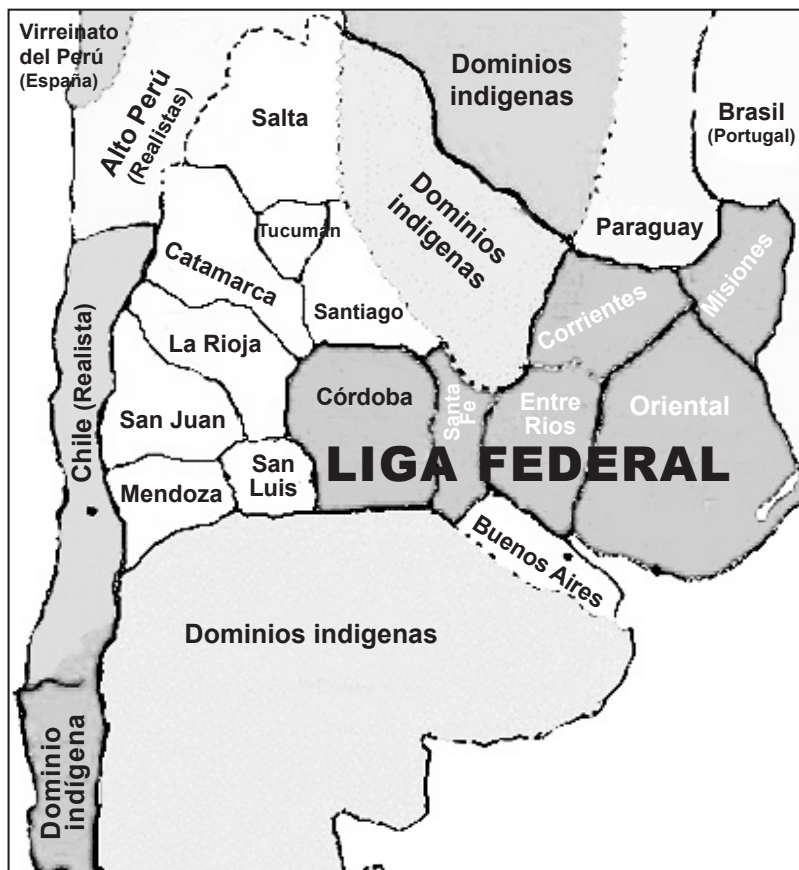 Virreinato
del Perú
(España)
Alto Perú
(Realistas)
Salta
Dominios
indigenas
Brasil
(Portugal)
Dominios
indigenas
Paraguay
Tucumán
Catamarca
Santiago
Corrientes
Misiones
La Rioja
Chile (Realista)
San Juan
Córdoba
Santa
Fe
Entre
Rios
Oriental
LIGA FEDERAL
Mendoza
San
Luis
Buenos Aires
Dominios indigenas
Dominio
indígena